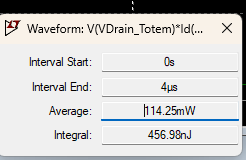 Waveform: V(VDrain_Totem)*Id(...
Interval Start: 0s
Interval End: 4µs
Average: 114.25mW
Integral: 456.98nJ